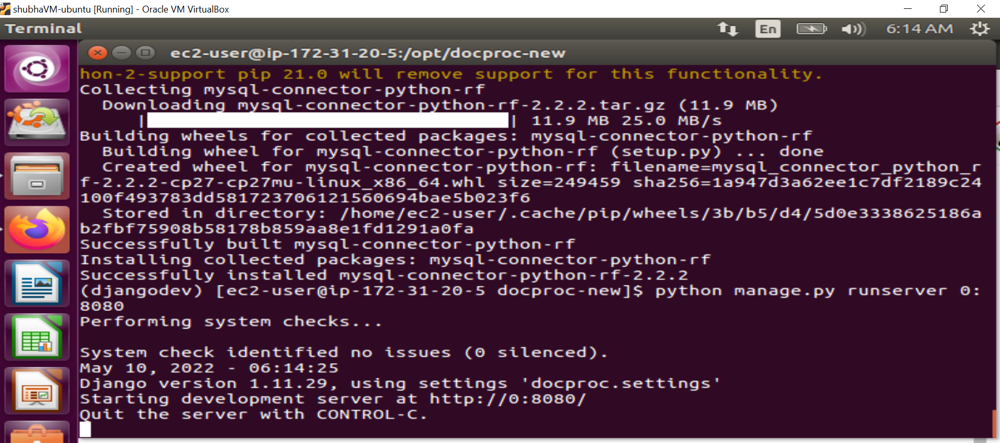 shubhaVM-ubuntu [Running] - Oracle VM VirtualBox
Terminal En 6:14 AM
ec2-user@ip-172-31-20-5:/opt/docproc-new
hon-2-support pip 21.0 will remove support for this functionality.
Collecting mysql-connector-python-rf
  Downloading mysql-connector-python-rf-2.2.2.tar.gz (11.9 MB)
     | | 11.9 MB 25.0 MB/s
Building wheels for collected packages: mysql-connector-python-rf
  Building wheel for mysql-connector-python-rf (setup.py) ... done
  Created wheel for mysql-connector-python-rf: filename=mysql_connector_python_r
f-2.2.2-cp27-cp27mu-linux_x86_64.whl size=249459 sha256=1a947d3a62ee1c7df2189c24
100f493783dd5817237061215606​94bae5b023f6
  Stored in directory: /home/ec2-user/.cache/pip/wheels/3b/b5/d4/5d0e3338625186a
b2fbf75908b58178b859aa8e1fd1291a0fa
Successfully built mysql-connector-python-rf
Installing collected packages: mysql-connector-python-rf
Successfully installed mysql-connector-python-rf-2.2.2
(djangodev) [ec2-user@ip-172-31-20-5 docproc-new]$ python manage.py runserver 0:
8080
Performing system checks...

System check identified no issues (0 silenced).
May 10, 2022 - 06:14:25
Django version 1.11.29, using settings 'docproc.settings'
Starting development server at http://0:8080/
Quit the server with CONTROL-C.